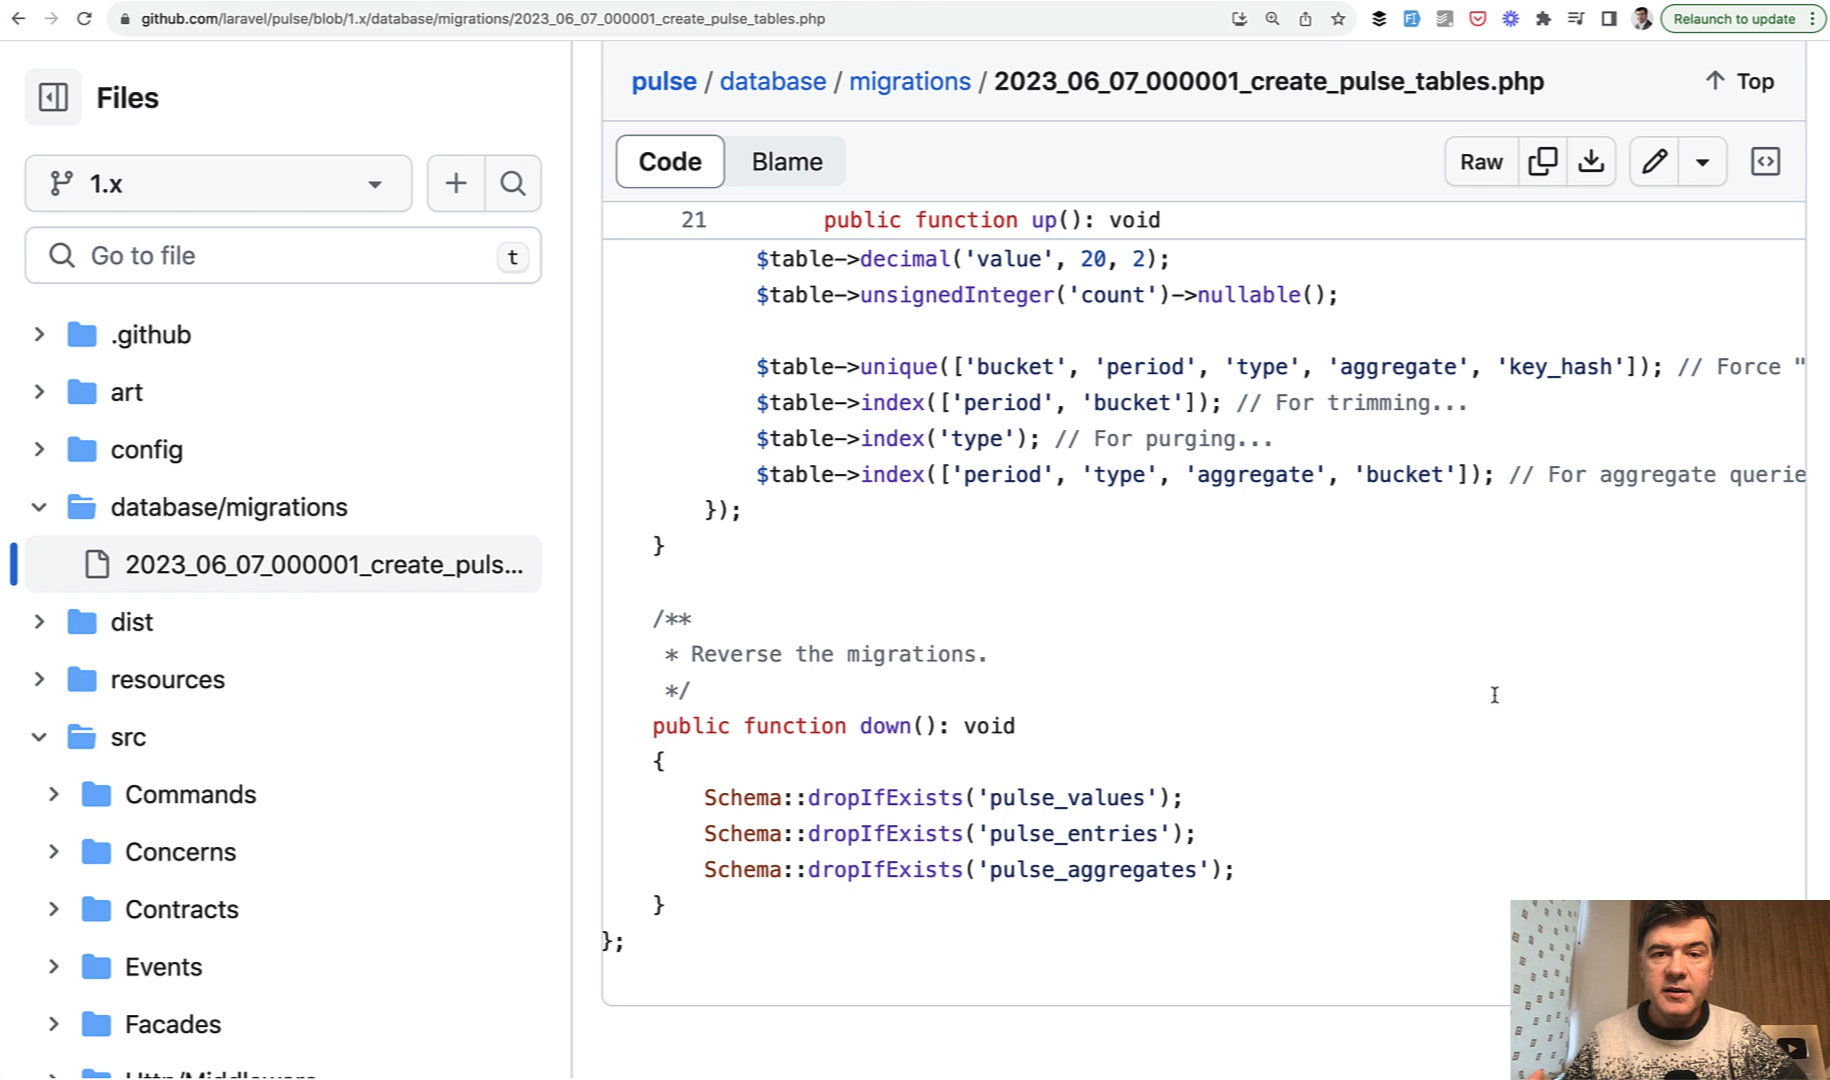 github.com/laravel/pulse/blob/1.x/database/migrations/2023_06_07_000001_create_pulse_tables.php
Relaunch to update
Files
1.x
Go to file
t
.github
art
config
database/migrations
2023_06_07_000001_create_puls...
dist
resources
src
Commands
Concerns
Contracts
Events
Facades
Http/Middleware
pulse / database / migrations / 2023_06_07_000001_create_pulse_tables.php
Top
Code
Blame
Raw
21 public function up(): void
$table->decimal('value', 20, 2);
$table->unsignedInteger('count')->nullable();
$table->unique(['bucket', 'period', 'type', 'aggregate', 'key_hash']); // Force "
$table->index(['period', 'bucket']); // For trimming...
$table->index('type'); // For purging...
$table->index(['period', 'type', 'aggregate', 'bucket']); // For aggregate querie
});
}
/**
* Reverse the migrations.
*/
public function down(): void
{
Schema::dropIfExists('pulse_values');
Schema::dropIfExists('pulse_entries');
Schema::dropIfExists('pulse_aggregates');
}
};